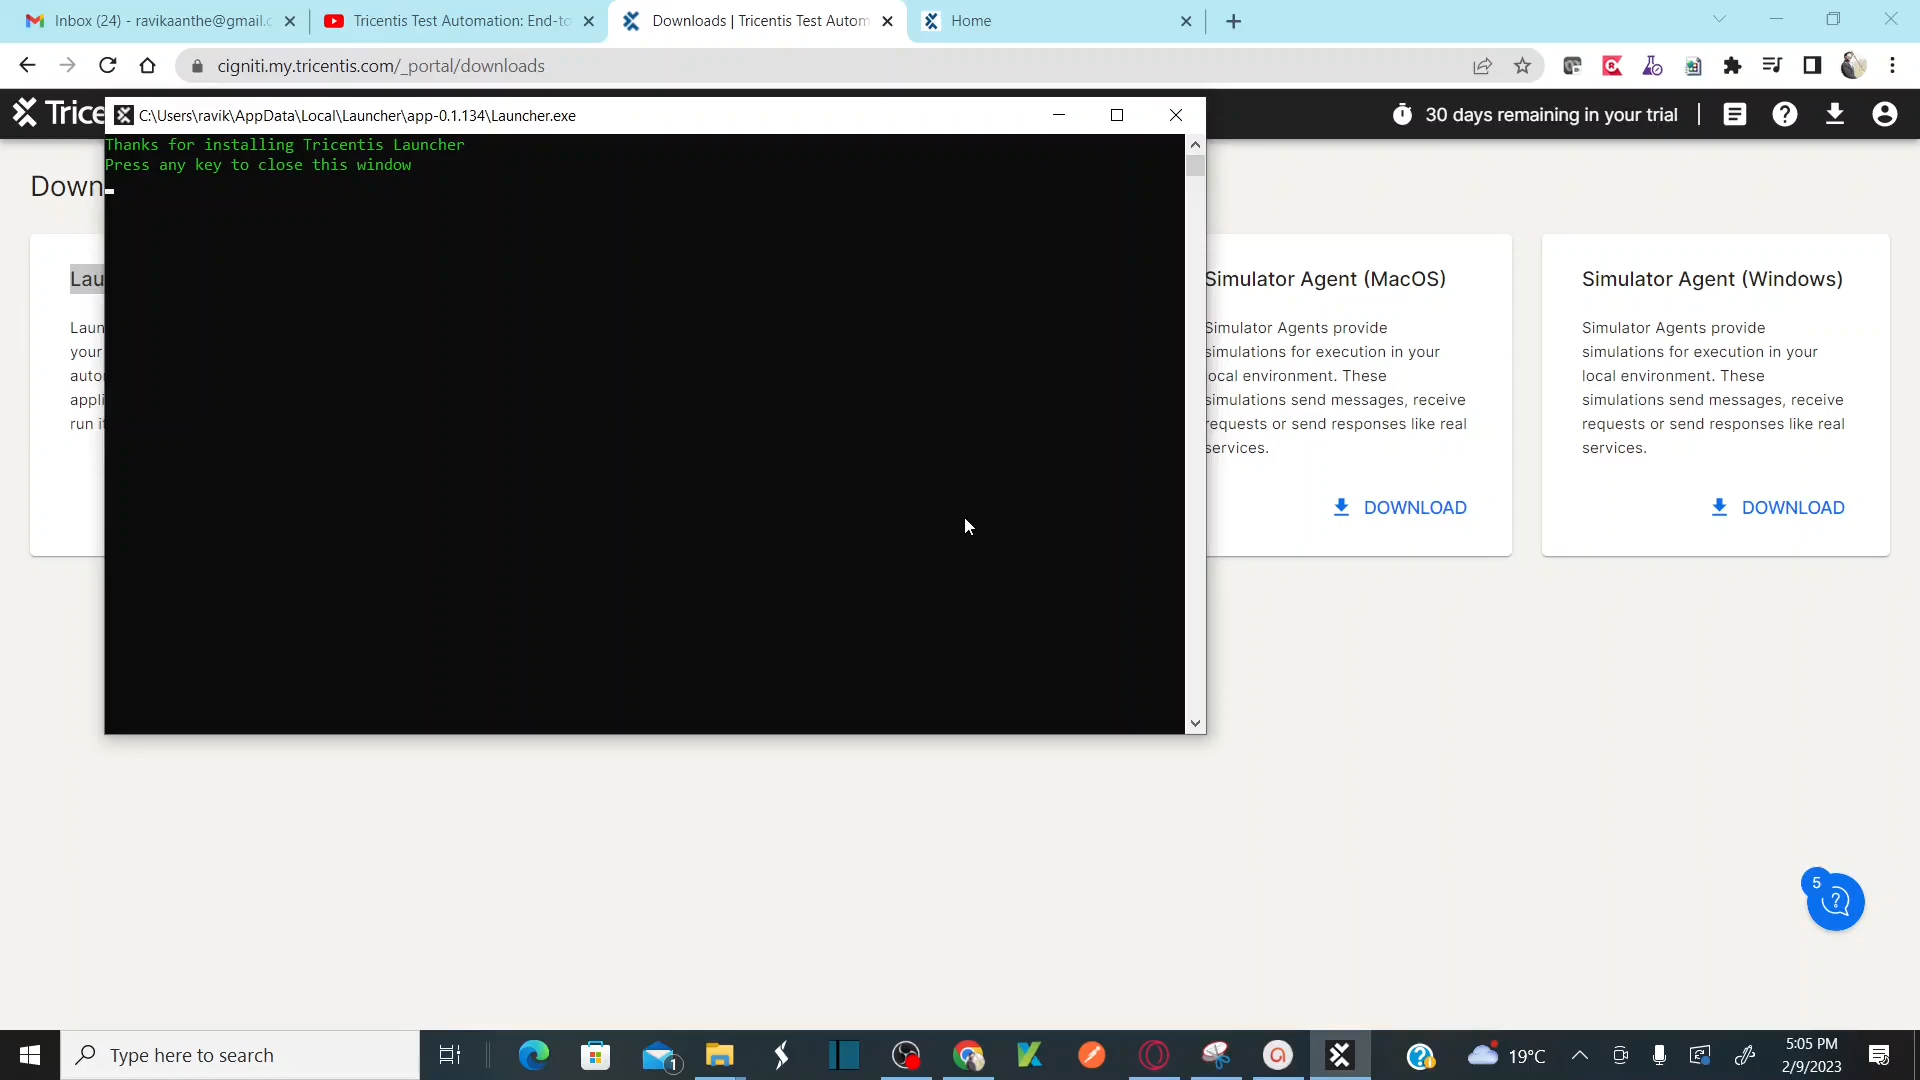 Inbox (24) - ravikaanthe@gmail.c
Tricentis Test Automation: End-to
Downloads | Tricentis Test Autom
Home
cigniti.my.tricentis.com/_portal/downloads
Trice
C:\Users\ravik\AppData\Local\Launcher\app-0.1.134\Launcher.exe
30 days remaining in your trial
Thanks for installing Tricentis Launcher
Press any key to close this window
Down
Lau
Laun
your
auto
appli
run i
Simulator Agent (MacOS)
Simulator Agents provide
simulations for execution in your
local environment. These
simulations send messages, receive
requests or send responses like real
services.
DOWNLOAD
Simulator Agent (Windows)
Simulator Agents provide
simulations for execution in your
local environment. These
simulations send messages, receive
requests or send responses like real
services.
DOWNLOAD
5
Type here to search
1
19°C
5:05 PM
2/9/2023